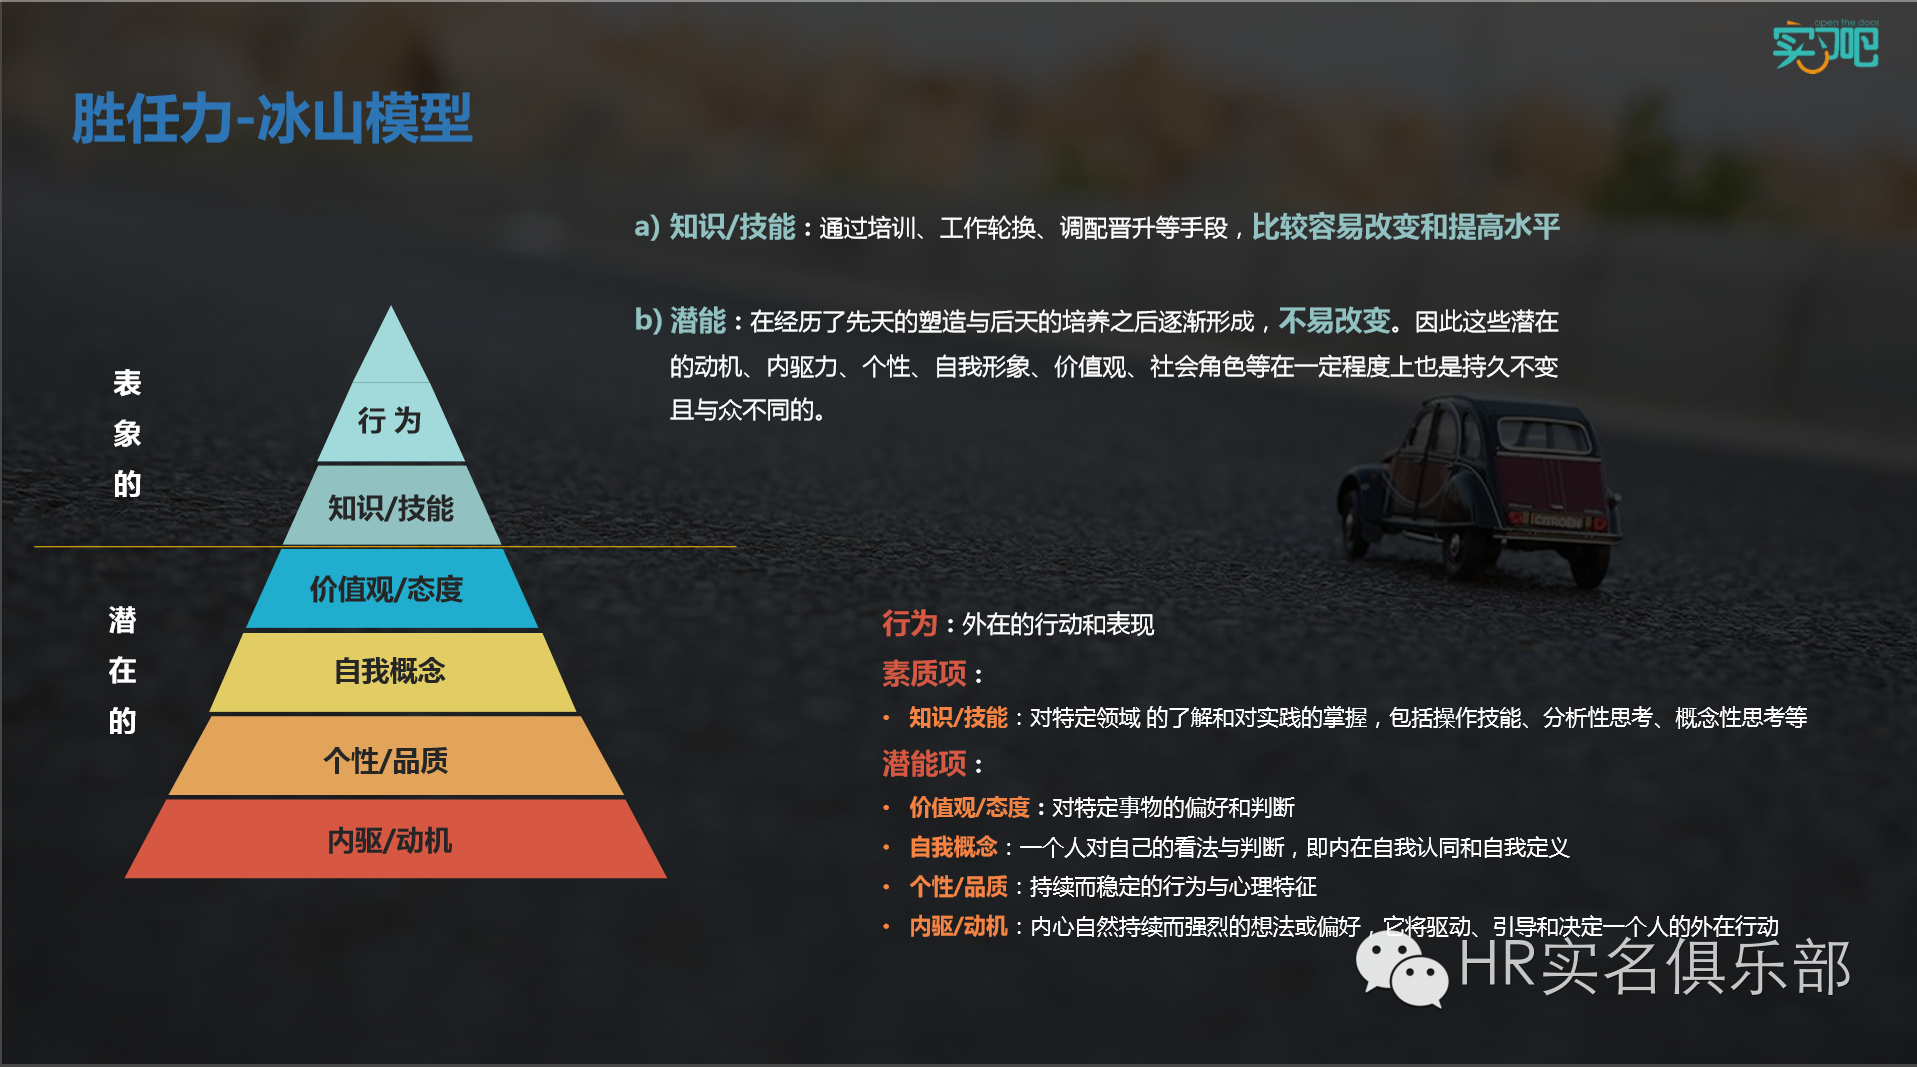 open the door
实习吧
胜任力-冰山模型
a) 知识/技能：通过培训、工作轮换、调配晋升等手段，比较容易改变和提高水平
b) 潜能：在经历了先天的塑造与后天的培养之后逐渐形成，不易改变。因此这些潜在
的动机、内驱力、个性、自我形象、价值观、社会角色等在一定程度上也是持久不变
且与众不同的。
表象的
行 为
知识/技能
潜在的
价值观/态度
自我概念
个性/品质
内驱/动机
CITROEN
行为：外在的行动和表现
素质项：
• 知识/技能：对特定领域 的了解和对实践的掌握，包括操作技能、分析性思考、概念性思考等
潜能项：
• 价值观/态度：对特定事物的偏好和判断
• 自我概念：一个人对自己的看法与判断，即内在自我认同和自我定义
• 个性/品质：持续而稳定的行为与心理特征
• 内驱/动机：内心自然持续而强烈的想法或偏好，它将驱动、引导和决定一个人的外在行动
HR实名俱乐部